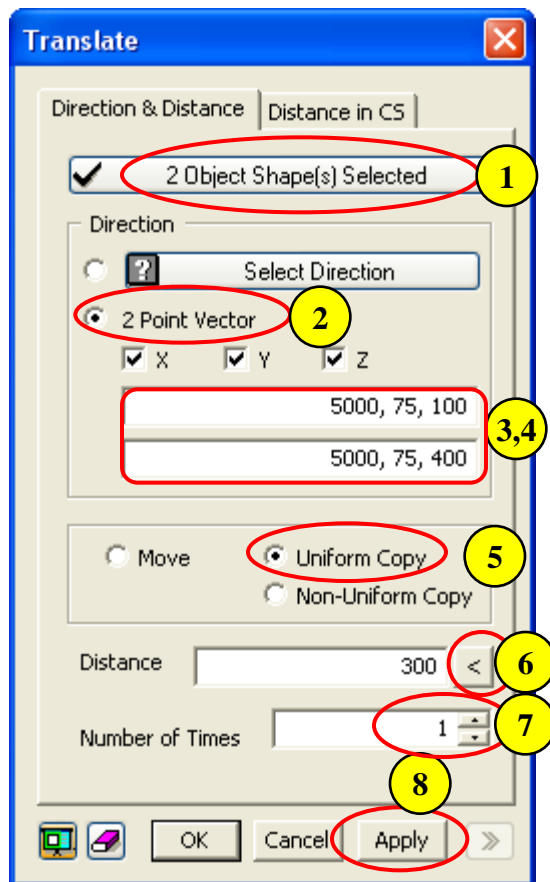 Translate
Direction & Distance Distance in CS
2 Object Shape(s) Selected 1
Direction
? Select Direction
2 Point Vector 2
X Y Z
5000, 75, 100
3,4
5000, 75, 400
Move Uniform Copy 5
Non-Uniform Copy
Distance 300 < 6
Number of Times 1 7
8
OK Cancel Apply »